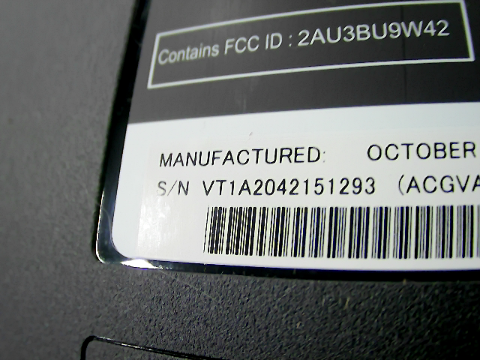 Contains FCC ID : 2AU3BU9W42
MANUFACTURED: OCTOBER
S/N VT1A2042151293 (ACGVA